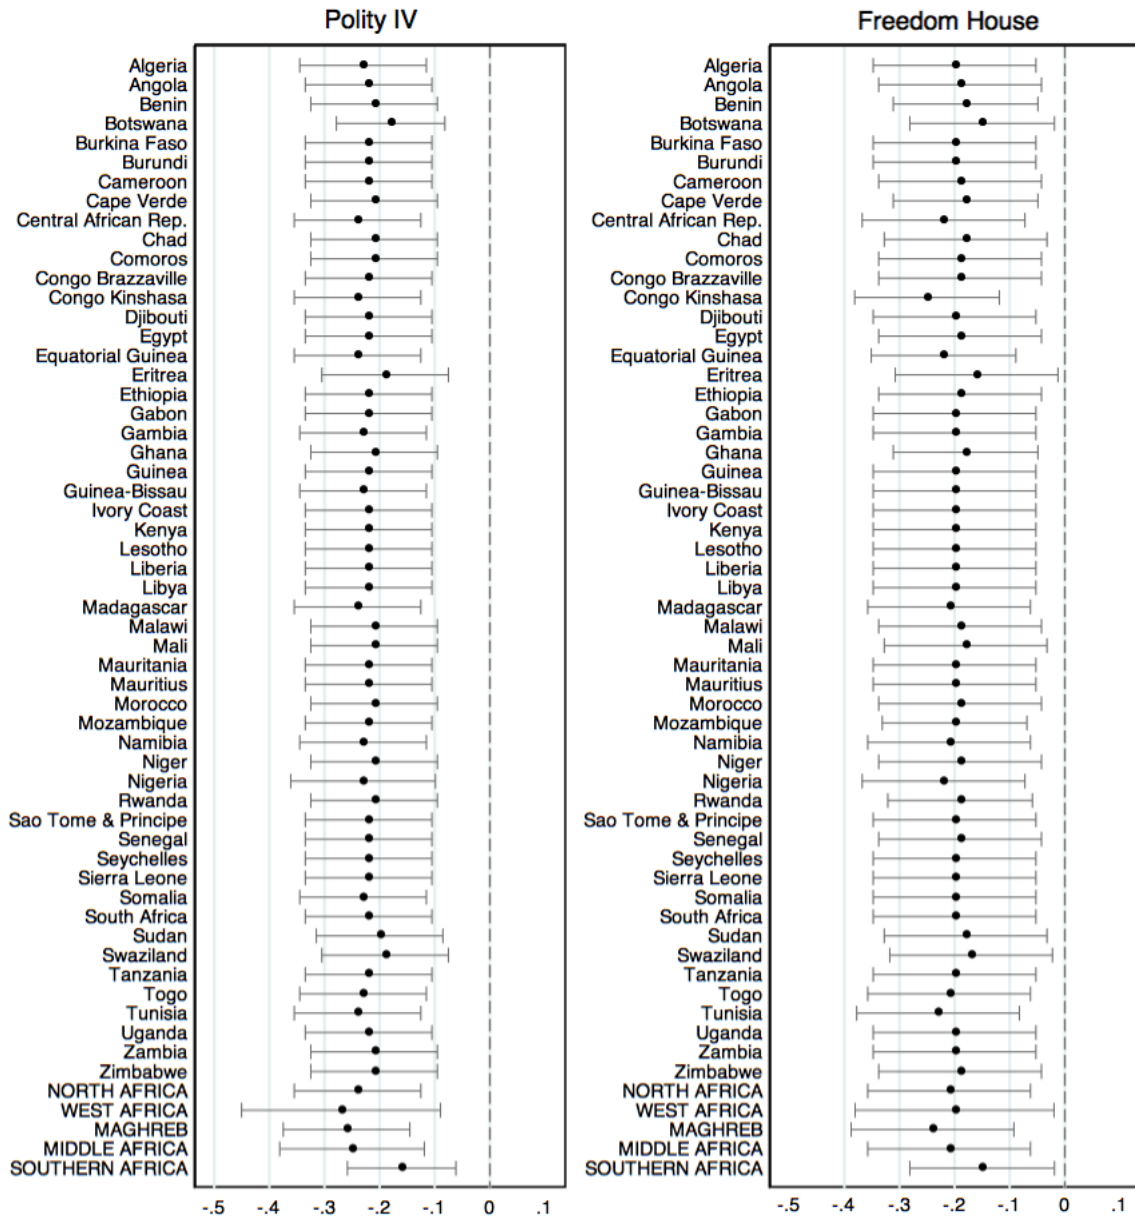 Polity IV
Algeria
Angola
Benin
Botswana
Burkina Faso
Burundi
Cameroon
Cape Verde
Central African Rep.
Chad
Comoros
Congo Brazzaville
Congo Kinshasa
Djibouti
Egypt
Equatorial Guinea
Eritrea
Ethiopia
Gabon
Gambia
Ghana
Guinea
Guinea-Bissau
Ivory Coast
Kenya
Lesotho
Liberia
Libya
Madagascar
Malawi
Mali
Mauritania
Mauritius
Morocco
Mozambique
Namibia
Niger
Nigeria
Rwanda
Sao Tome & Principe
Senegal
Seychelles
Sierra Leone
Somalia
South Africa
Sudan
Swaziland
Tanzania
Togo
Tunisia
Uganda
Zambia
Zimbabwe
NORTH AFRICA
WEST AFRICA
MAGHREB
MIDDLE AFRICA
SOUTHERN AFRICA
-.5 -.4 -.3 -.2 -.1 0 .1
Freedom House
Algeria
Angola
Benin
Botswana
Burkina Faso
Burundi
Cameroon
Cape Verde
Central African Rep.
Chad
Comoros
Congo Brazzaville
Congo Kinshasa
Djibouti
Egypt
Equatorial Guinea
Eritrea
Ethiopia
Gabon
Gambia
Ghana
Guinea
Guinea-Bissau
Ivory Coast
Kenya
Lesotho
Liberia
Libya
Madagascar
Malawi
Mali
Mauritania
Mauritius
Morocco
Mozambique
Namibia
Niger
Nigeria
Rwanda
Sao Tome & Principe
Senegal
Seychelles
Sierra Leone
Somalia
South Africa
Sudan
Swaziland
Tanzania
Togo
Tunisia
Uganda
Zambia
Zimbabwe
NORTH AFRICA
WEST AFRICA
MAGHREB
MIDDLE AFRICA
SOUTHERN AFRICA
-.5 -.4 -.3 -.2 -.1 0 .1